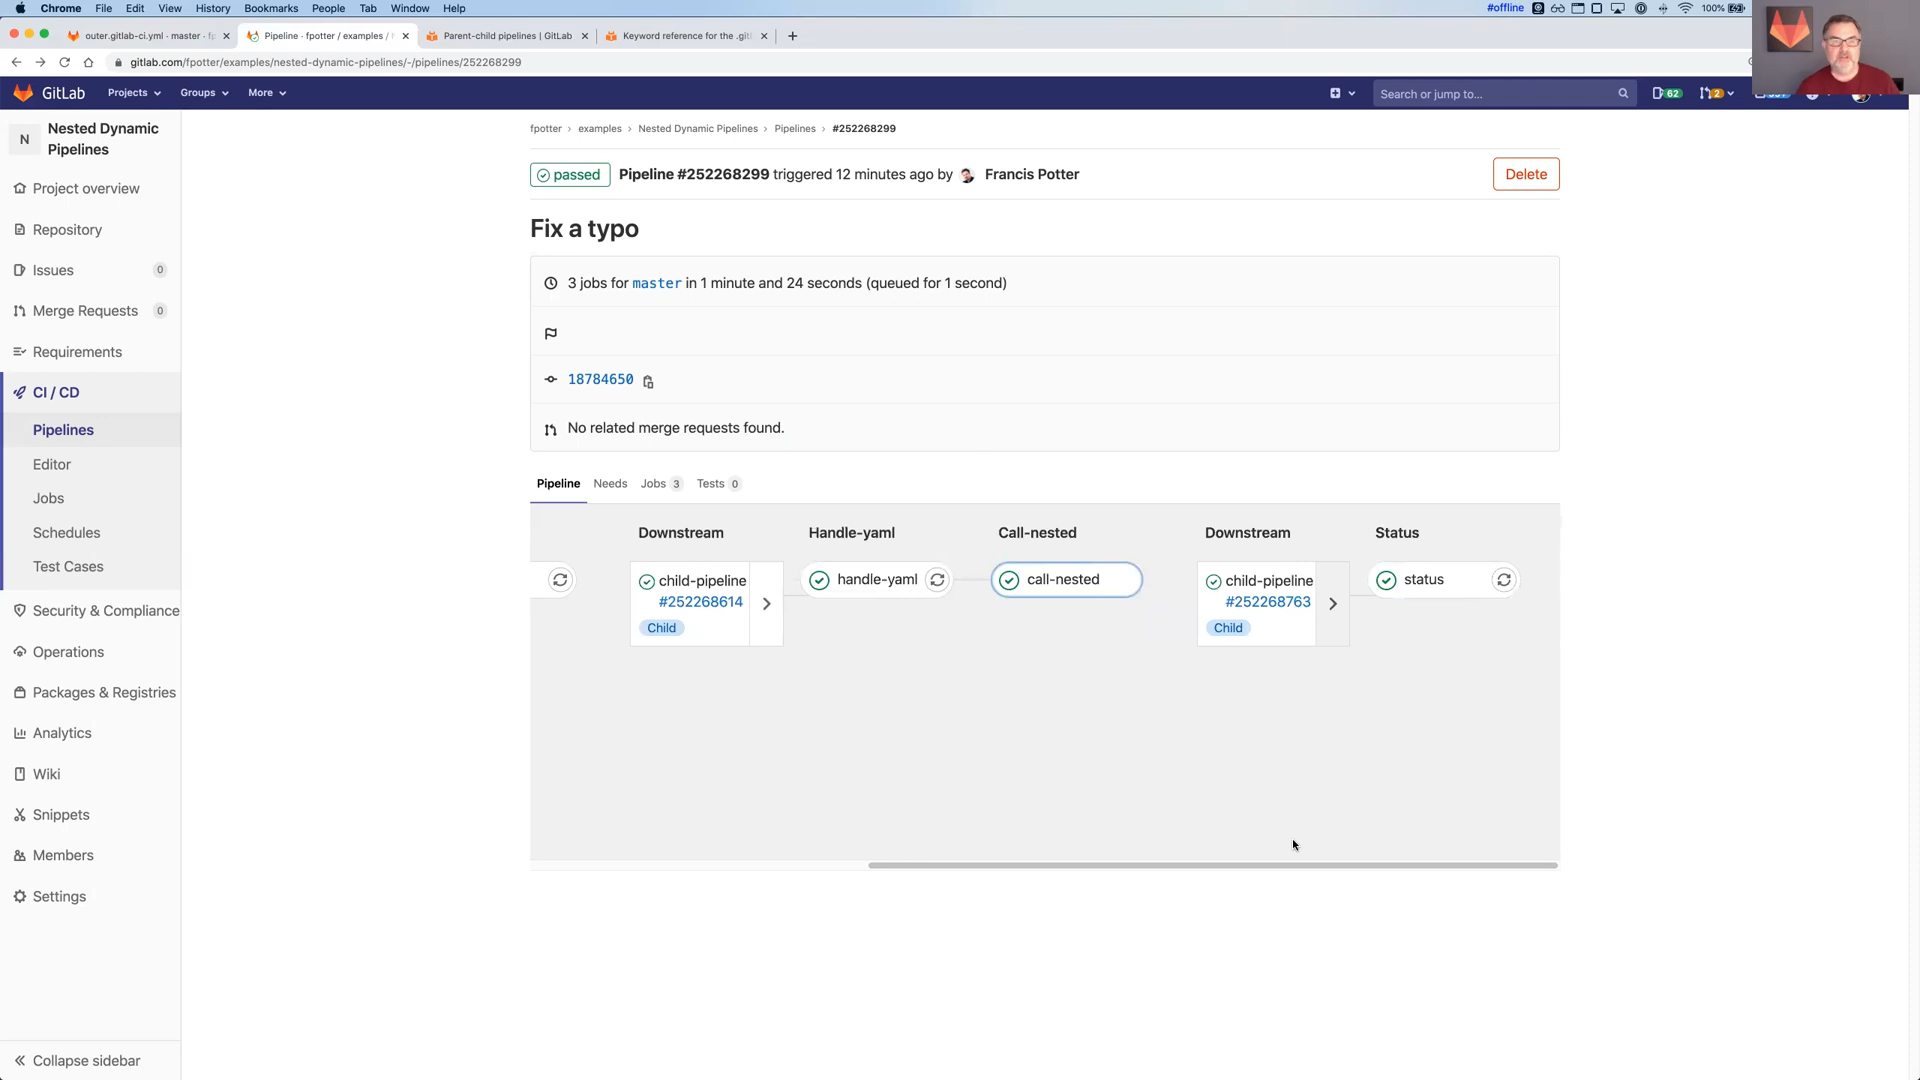 Chrome File Edit View History Bookmarks People Tab Window Help
#offline 100%
outer.gitlab-ci.yml · master · fp
Pipeline · fpotter / examples /
Parent-child pipelines | GitLab
Keyword reference for the .gitl
gitlab.com/fpotter/examples/nested-dynamic-pipelines/-/pipelines/252268299
GitLab Projects Groups More Search or jump to... 62 2
N Nested Dynamic
Pipelines
Project overview
Repository
Issues 0
Merge Requests 0
Requirements
CI / CD
Pipelines
Editor
Jobs
Schedules
Test Cases
Security & Compliance
Operations
Packages & Registries
Analytics
Wiki
Snippets
Members
Settings
Collapse sidebar
fpotter › examples › Nested Dynamic Pipelines › Pipelines › #252268299
passed Pipeline #252268299 triggered 12 minutes ago by Francis Potter Delete
Fix a typo
3 jobs for master in 1 minute and 24 seconds (queued for 1 second)
18784650
No related merge requests found.
Pipeline Needs Jobs 3 Tests 0
Downstream Handle-yaml Call-nested Downstream Status
child-pipeline
#252268614
Child
handle-yaml
call-nested
child-pipeline
#252268763
Child
status